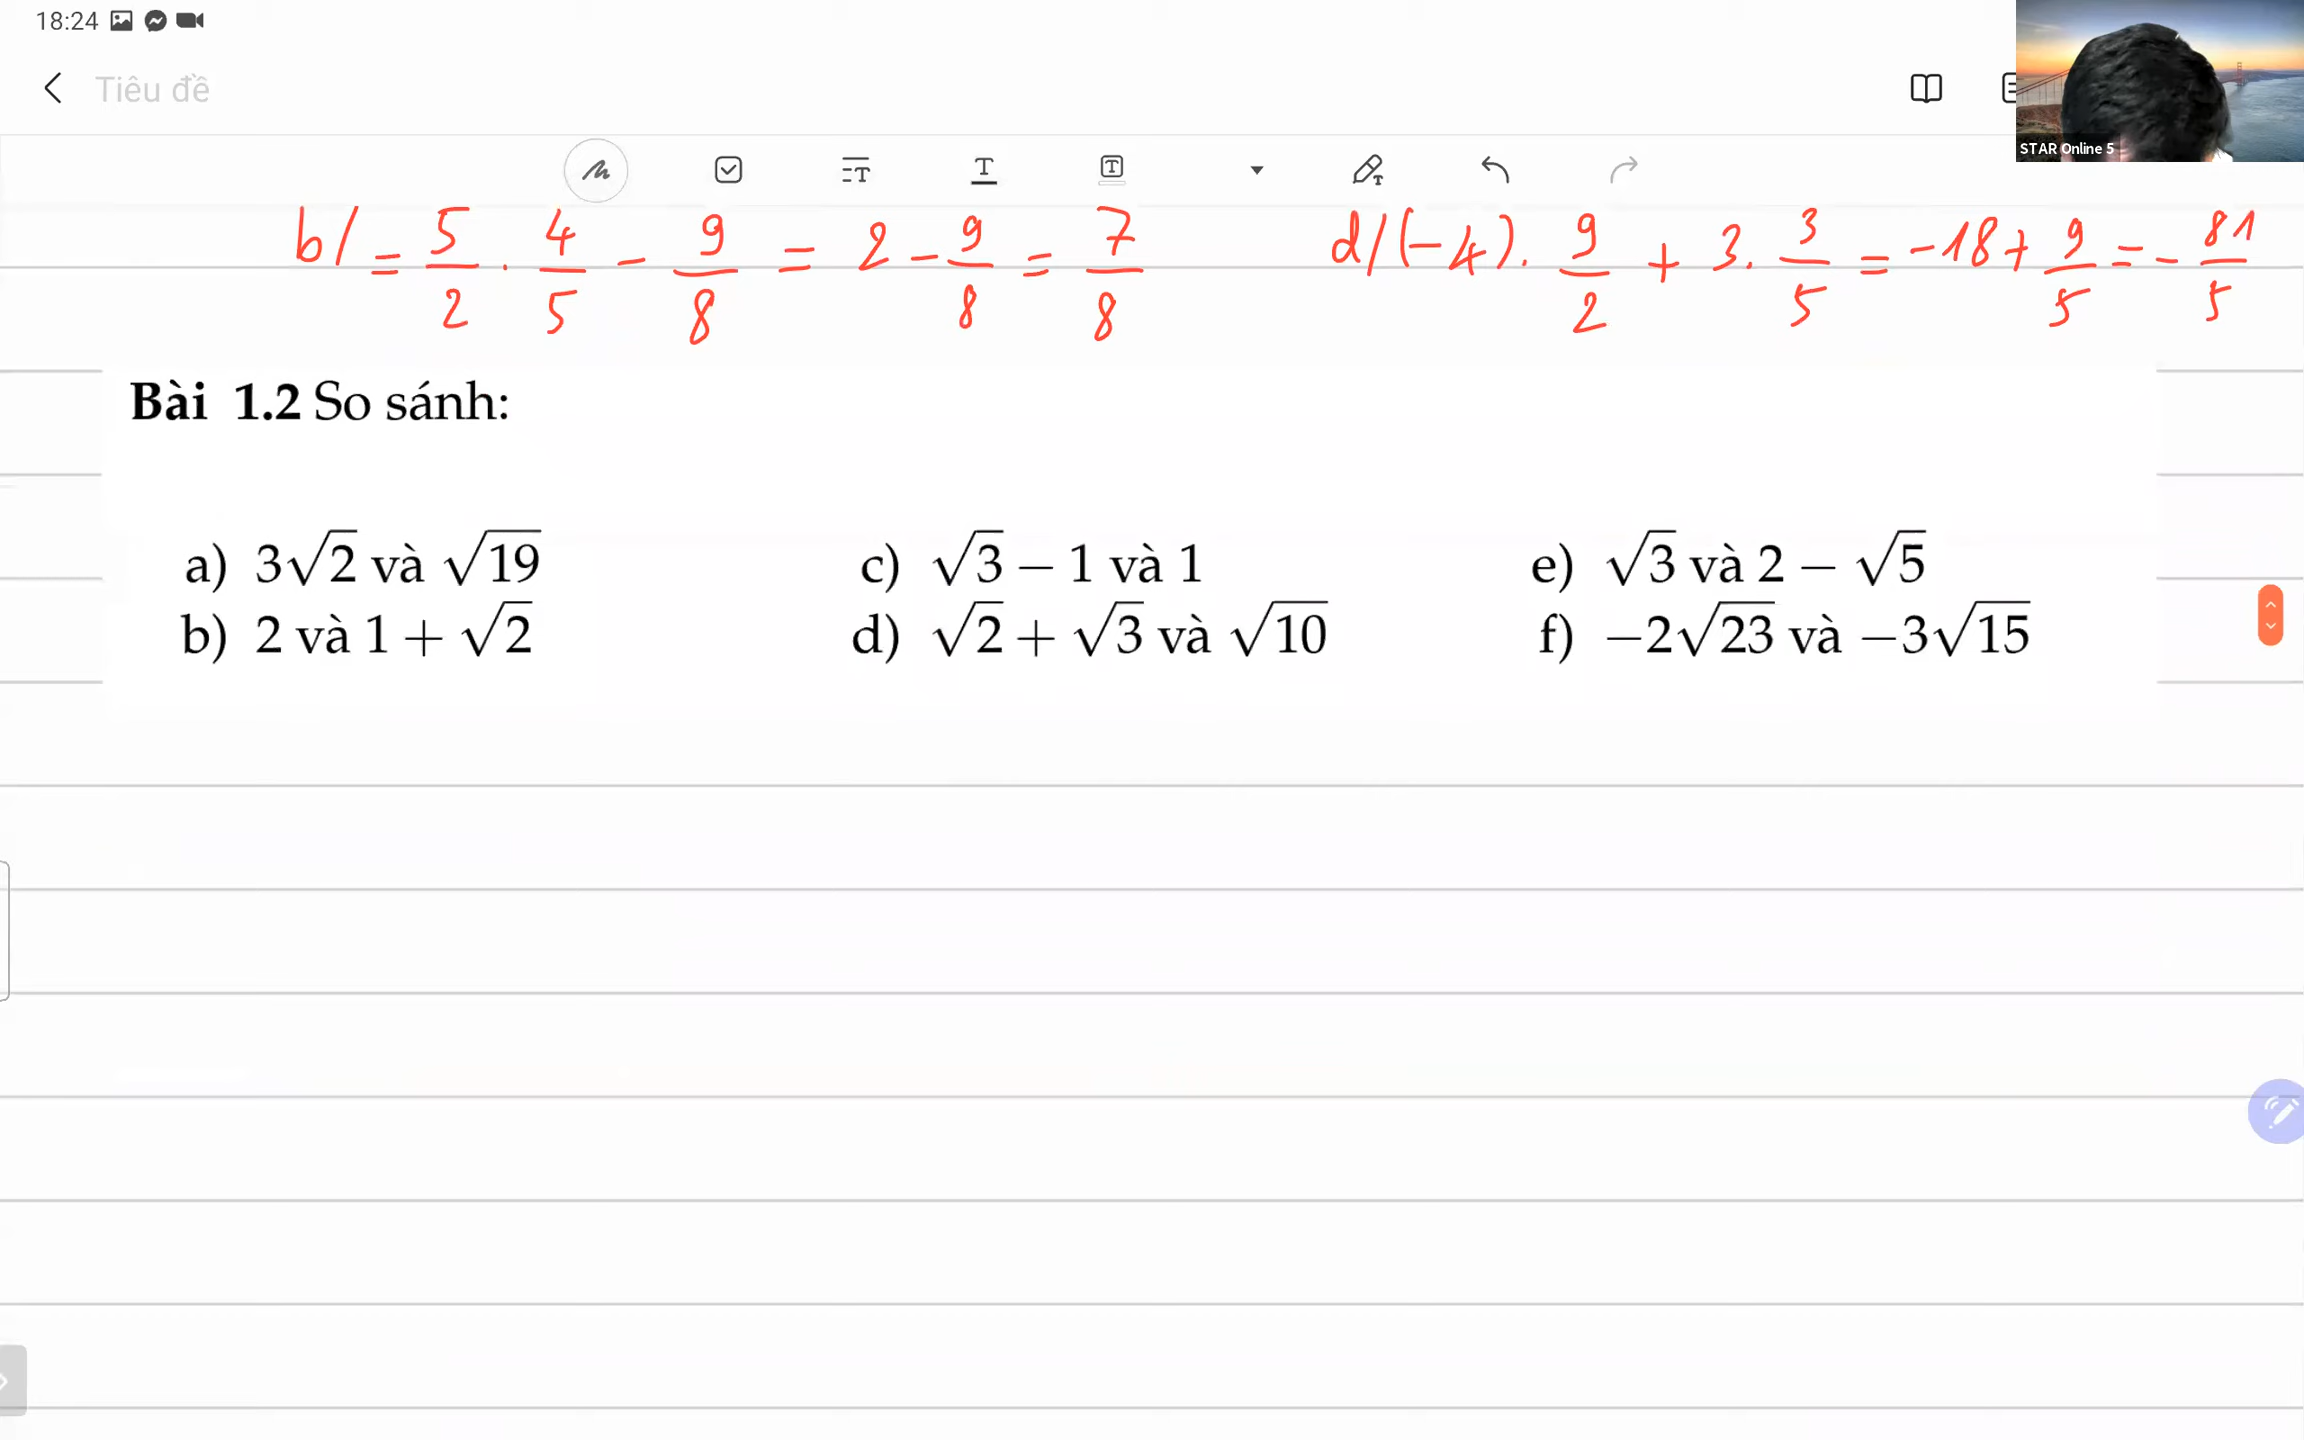 18:24
Tiêu đề
STAR Online 5
b/ = 5/2 . 4/5 - 9/8 = 2 - 9/8 = 7/8
d/ (-4). 9/2 + 3. 3/5 = -18 + 9/5 = - 81/5
Bài 1.2 So sánh:
a) 3√2 và √19
b) 2 và 1 + √2
c) √3 − 1 và 1
d) √2 + √3 và √10
e) √3 và 2 − √5
f) −2√23 và −3√15